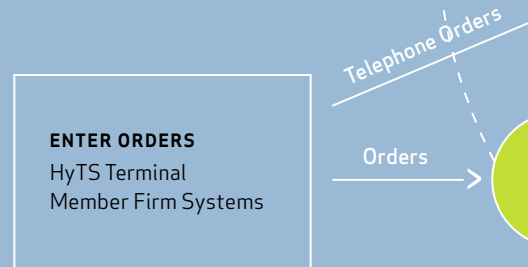 Telephone Orders
ENTER ORDERS
HyTS Terminal
Member Firm Systems
Orders